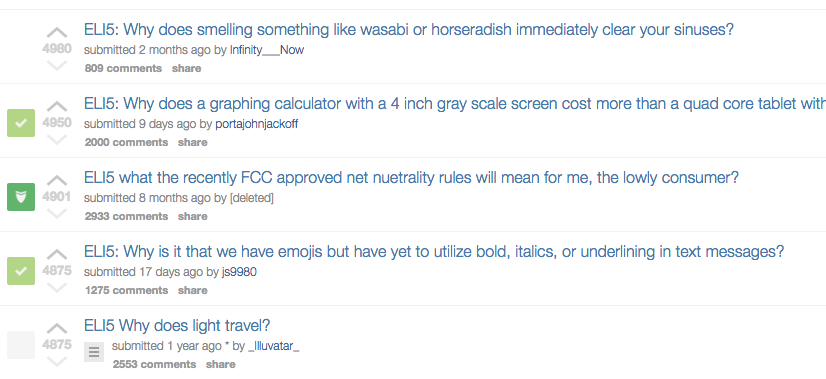 ELI5: Why does smelling something like wasabi or horseradish immediately clear your sinuses?
4980
submitted 2 months ago by Infinity___Now
809 comments share
ELI5: Why does a graphing calculator with a 4 inch gray scale screen cost more than a quad core tablet with
4950
submitted 9 days ago by portajohnjackoff
2000 comments share
ELI5 what the recently FCC approved net nuetrality rules will mean for me, the lowly consumer?
4901
submitted 8 months ago by [deleted]
2933 comments share
ELI5: Why is it that we have emojis but have yet to utilize bold, italics, or underlining in text messages?
4875
submitted 17 days ago by js9980
1275 comments share
ELI5 Why does light travel?
4875
submitted 1 year ago * by _Illuvatar_
2553 comments share